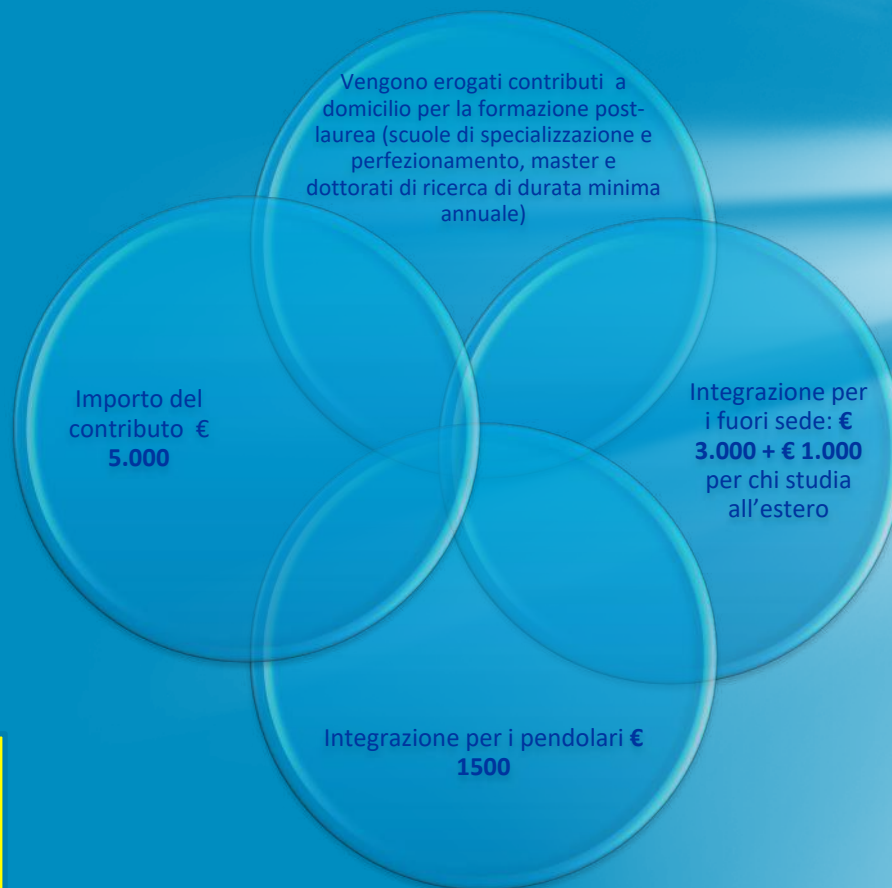 Vengono erogati contributi a
domicilio per la formazione post-
laurea (scuole di specializzazione e
perfezionamento, master e
dottorati di ricerca di durata minima
annuale)
Importo del
contributo €
5.000
Integrazione per
i fuori sede: €
3.000 + € 1.000
per chi studia
all’estero
Integrazione per i pendolari €
1500